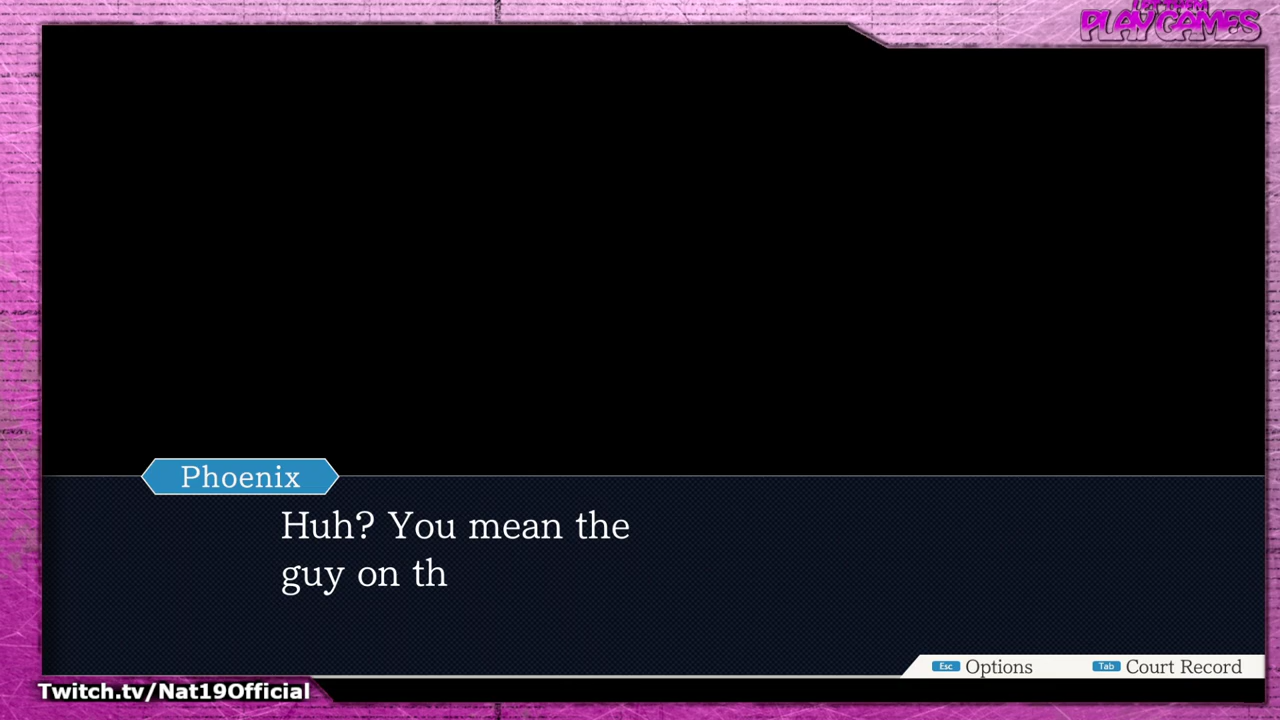 PLAY GAMES
Phoenix
Huh? You mean the
guy on th
Esc Options
Tab Court Record
Twitch.tv/Nat19Official